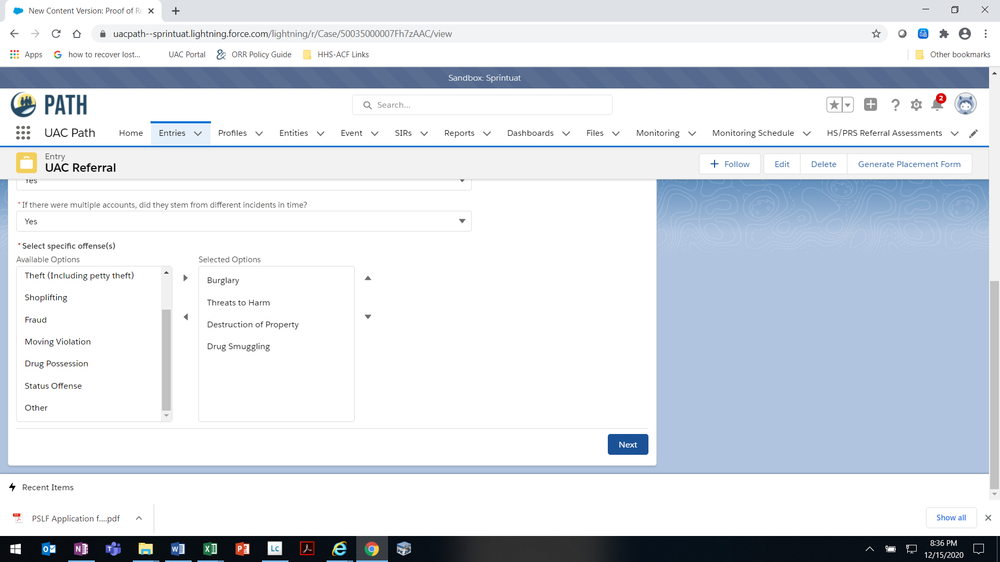 New Content Version: Proof of Re
uacpath--sprintuat.lightning.force.com/lightning/r/Case/50035000007Fh7zAAC/view
Apps how to recover lost... UAC Portal ORR Policy Guide HHS-ACF Links Other bookmarks
Sandbox: Sprintuat
PATH Search... 2
UAC Path Home Entries Profiles Entities Event SIRs Reports Dashboards Files Monitoring Monitoring Schedule HS/PRS Referral Assessments
Entry
UAC Referral
+ Follow Edit Delete Generate Placement Form
Yes
*If there were multiple accounts, did they stem from different incidents in time?
Yes
*Select specific offense(s)
Available Options
Theft (Including petty theft)
Shoplifting
Fraud
Moving Violation
Drug Possession
Status Offense
Other
Selected Options
Burglary
Threats to Harm
Destruction of Property
Drug Smuggling
Next
Recent Items
PSLF Application f....pdf
Show all
Lc
8:36 PM
12/15/2020